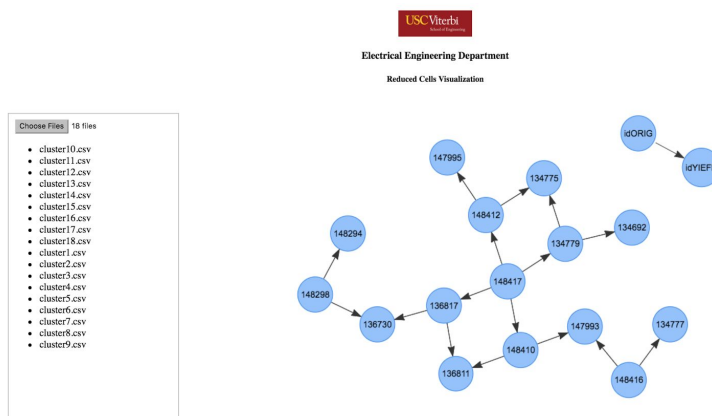 USC Viterbi
School of Engineering
Electrical Engineering Department
Reduced Cells Visualization
Choose Files 18 files
cluster10.csv
cluster11.csv
cluster12.csv
cluster13.csv
cluster14.csv
cluster15.csv
cluster16.csv
cluster17.csv
cluster18.csv
cluster1.csv
cluster2.csv
cluster3.csv
cluster4.csv
cluster5.csv
cluster6.csv
cluster7.csv
cluster8.csv
cluster9.csv
idORIG
147995
idYIEF
134775
148412
134692
148294
134779
148417
148298
136817
136730
147993
134777
148410
136811
148416